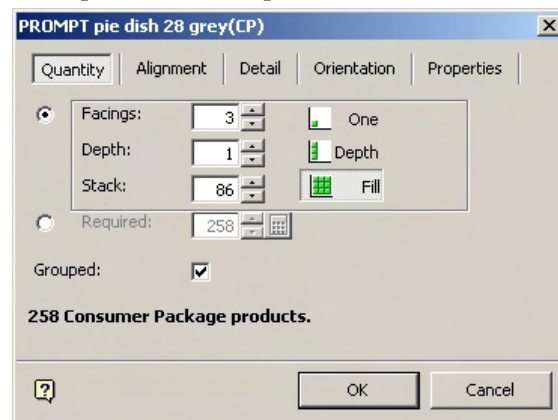 PROMPT pie dish 28 grey(CP)
Quantity Alignment Detail Orientation Properties
Facings: 3 One
Depth: 1 Depth
Stack: 86 Fill
Required: 258
Grouped:
258 Consumer Package products.
? OK Cancel